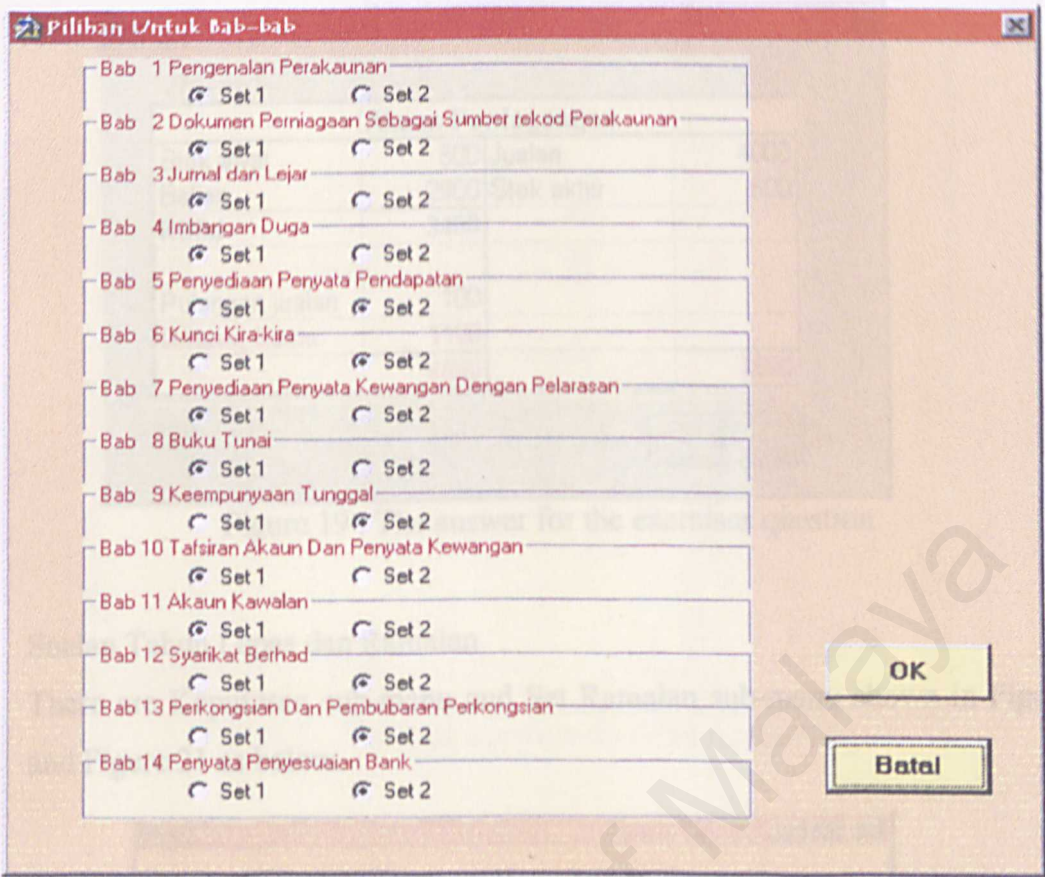 Pilihan Untuk Bab-bab
Bab 1 Pengenalan Perakaunan
Set 1 Set 2
Bab 2 Dokumen Perniagaan Sebagai Sumber rekod Perakaunan
Set 1 Set 2
Bab 3 Jurnal dan Lejar
Set 1 Set 2
Bab 4 Imbangan Duga
Set 1 Set 2
Bab 5 Penyediaan Penyata Pendapatan
Set 1 Set 2
Bab 6 Kunci Kira-kira
Set 1 Set 2
Bab 7 Penyediaan Penyata Kewangan Dengan Pelarasan
Set 1 Set 2
Bab 8 Buku Tunai
Set 1 Set 2
Bab 9 Keempunyaan Tunggal
Set 1 Set 2
Bab 10 Tafsiran Akaun Dan Penyata Kewangan
Set 1 Set 2
Bab 11 Akaun Kawalan
Set 1 Set 2
Bab 12 Syarikat Berhad
Set 1 Set 2
Bab 13 Perkongsian Dan Pembubaran Perkongsian
Set 1 Set 2
Bab 14 Penyata Penyesuaian Bank
Set 1 Set 2
OK
Batal
of Malaya